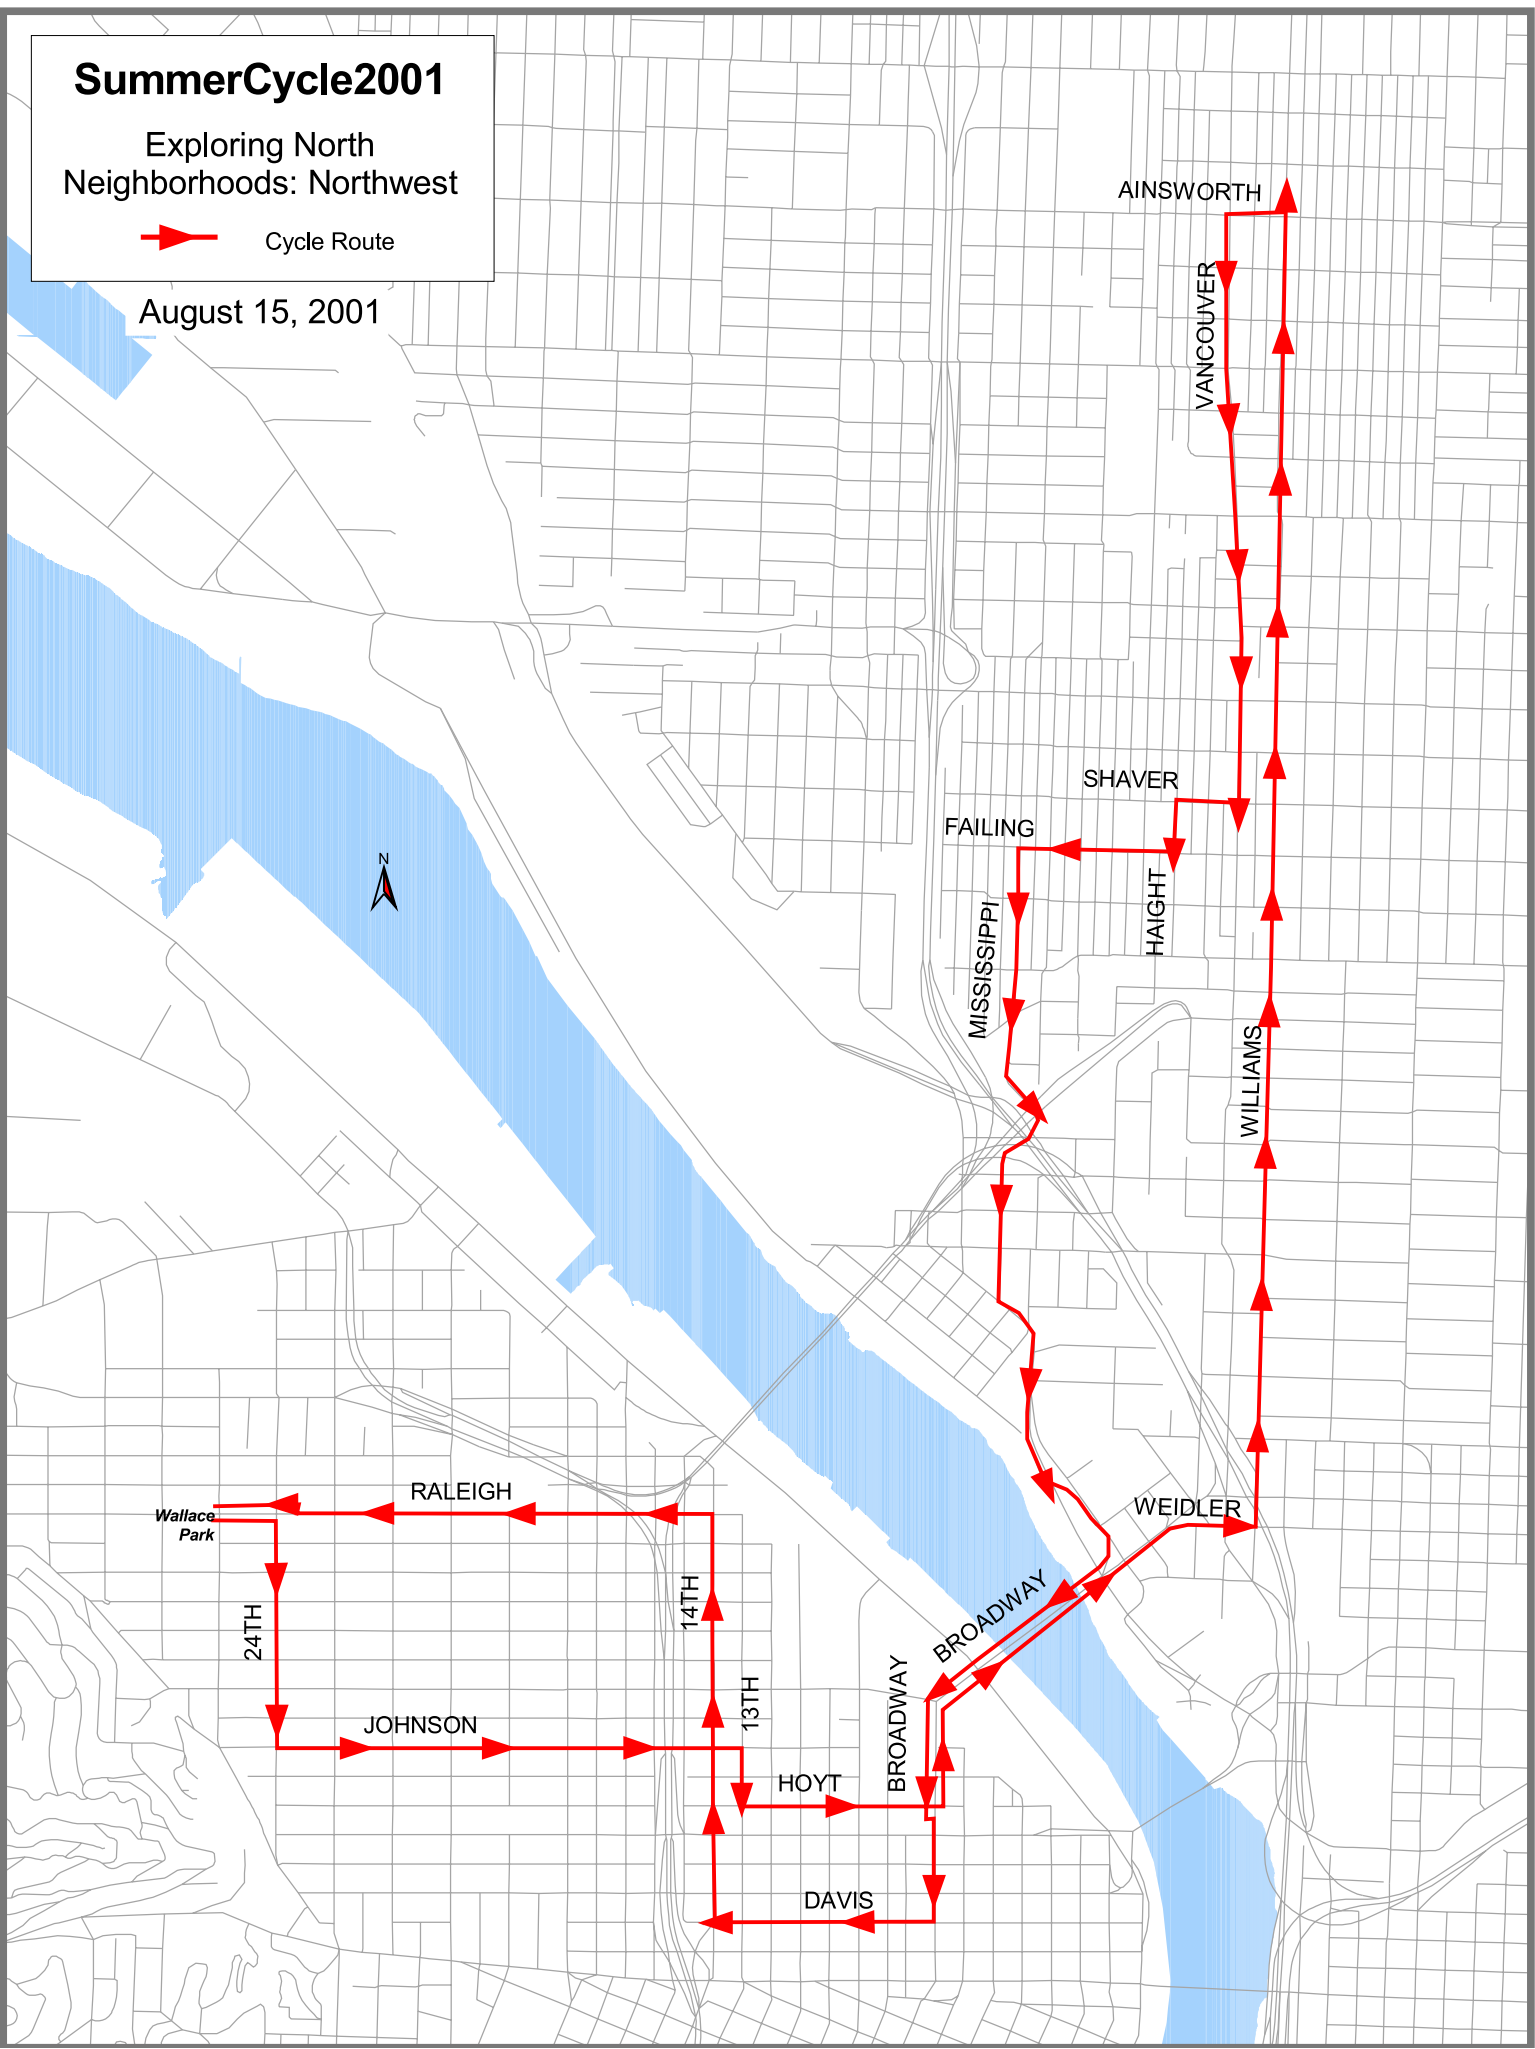 SummerCycle2001
Exploring North
Neighborhoods: Northwest
Cycle Route
August 15, 2001
AINSWORTH
VANCOUVER
SHAVER
FAILING
HAIGHT
MISSISSIPPI
N
WILLIAMS
RALEIGH
WEIDLER
Wallace
Park
14TH
24TH
BROADWAY
BROADWAY
13TH
JOHNSON
HOYT
DAVIS